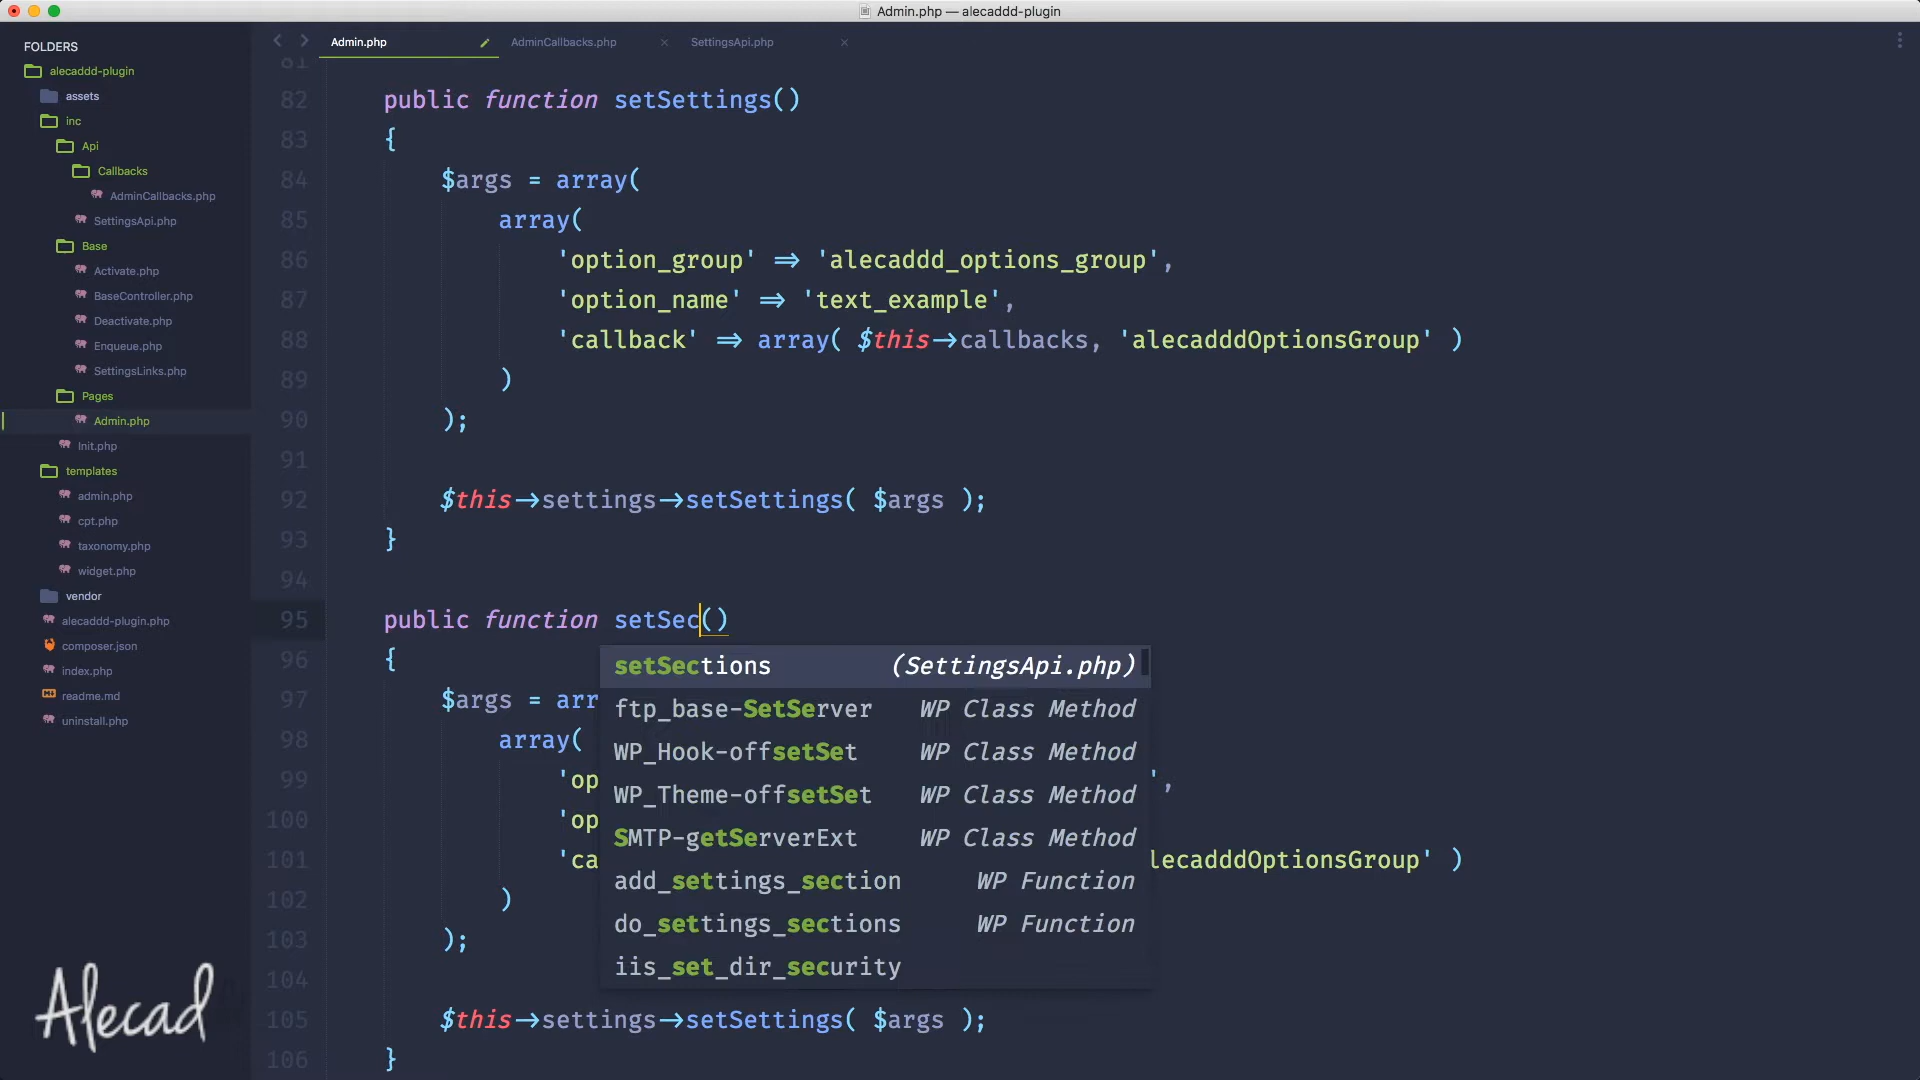 Admin.php — alecaddd-plugin
FOLDERS
alecaddd-plugin
assets
inc
Api
Callbacks
AdminCallbacks.php
SettingsApi.php
Base
Activate.php
BaseController.php
Deactivate.php
Enqueue.php
SettingsLinks.php
Pages
Admin.php
Init.php
templates
admin.php
cpt.php
taxonomy.php
widget.php
vendor
alecaddd-plugin.php
composer.json
index.php
readme.md
uninstall.php
Alecad
Admin.php AdminCallbacks.php SettingsApi.php
81
82 public function setSettings()
83 {
84 $args = array(
85 array(
86 'option_group' => 'alecaddd_options_group',
87 'option_name' => 'text_example',
88 'callback' => array( $this->callbacks, 'alecadddOptionsGroup' )
89 )
90 );
91
92 $this->settings->setSettings( $args );
93 }
94
95 public function setSec()
96 {
97 $args = arr
98 array(
99 'op ',
100 'op
101 'ca lecadddOptionsGroup' )
102 )
103 );
104
105 $this->settings->setSettings( $args );
106 }
setSections (SettingsApi.php)
ftp_base-SetServer WP Class Method
WP_Hook-offsetSet WP Class Method
WP_Theme-offsetSet WP Class Method
SMTP-getServerExt WP Class Method
add_settings_section WP Function
do_settings_sections WP Function
iis_set_dir_security